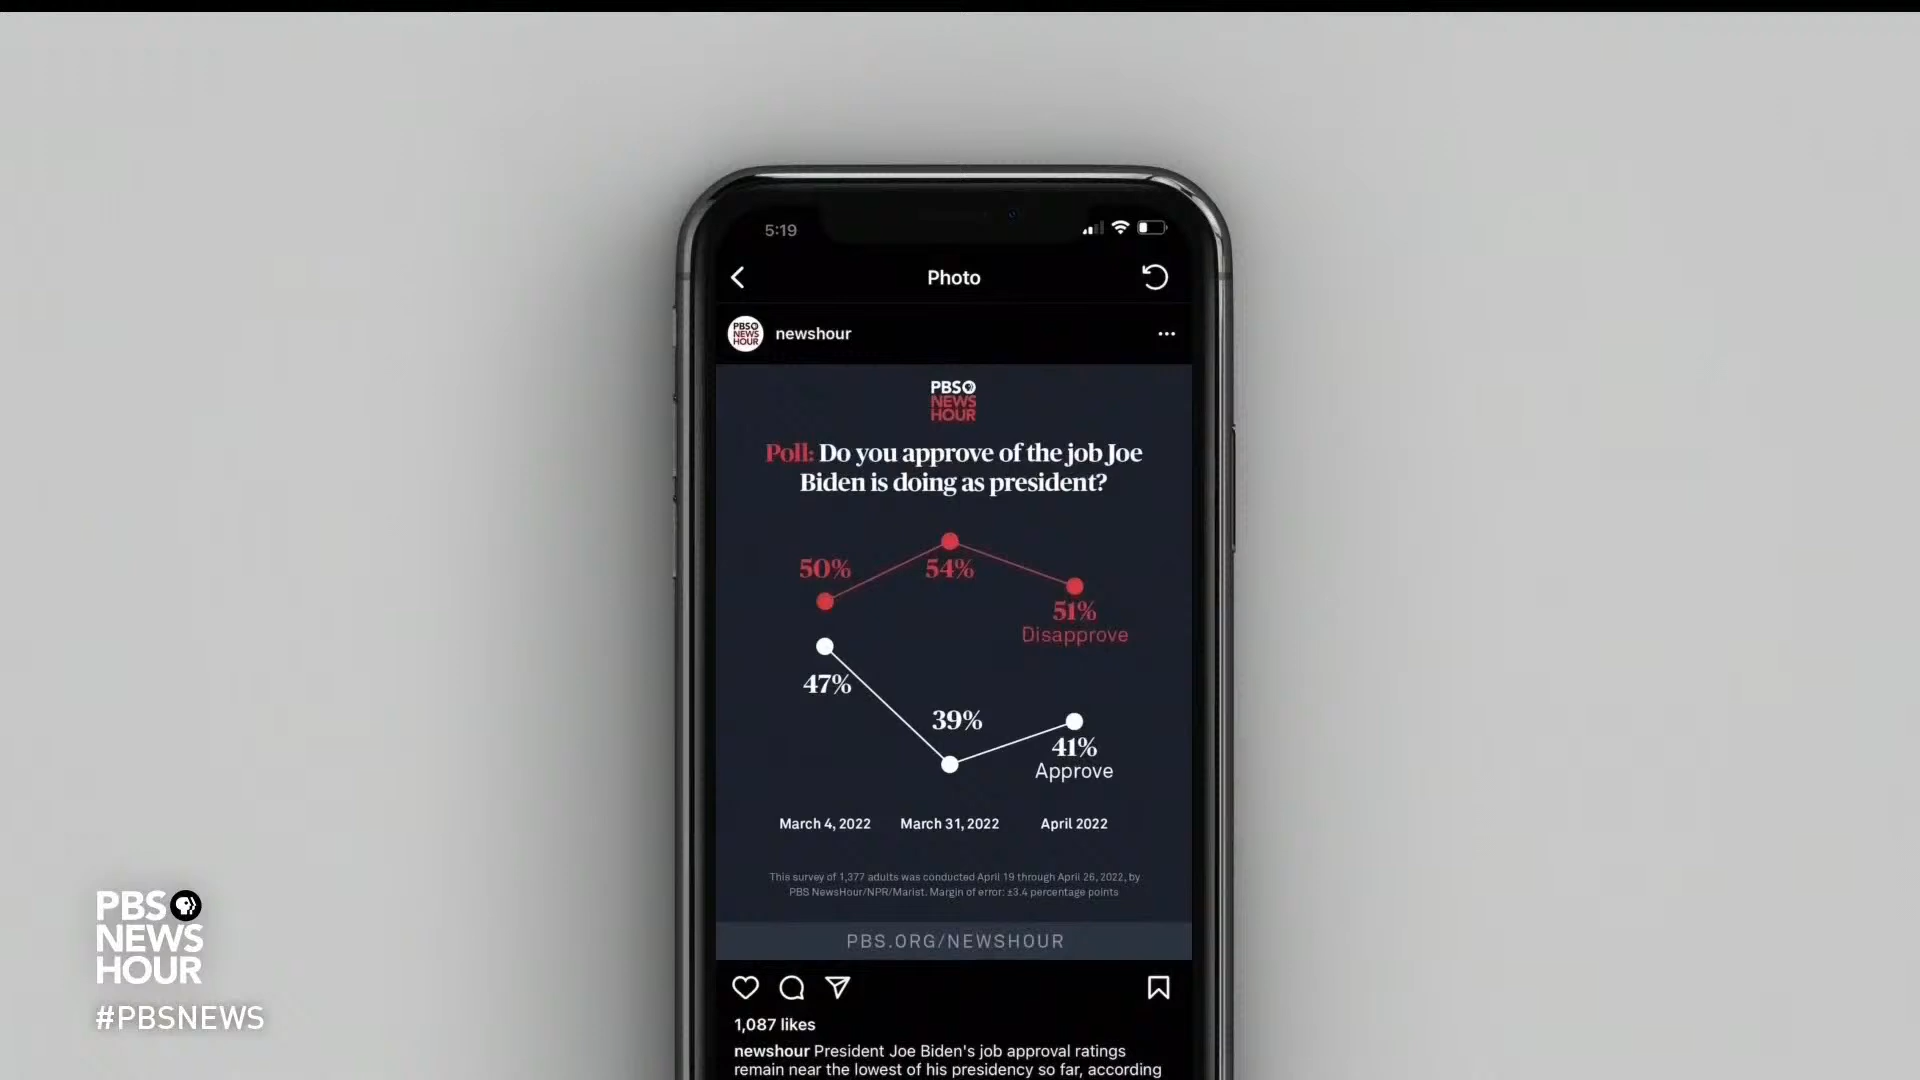 5:19
Photo
PBS
NEWS
HOUR
newshour
PBS
NEWS
HOUR
Poll: Do you approve of the job Joe
Biden is doing as president?
50%
54%
51%
Disapprove
47%
39%
41%
Approve
March 4, 2022
March 31, 2022
April 2022
This survey of 1,377 adults was conducted April 19 through April 26, 2022, by
PBS NewsHour/NPR/Marist. Margin of error: ±3.4 percentage points
PBS.ORG/NEWSHOUR
1,087 likes
newshour President Joe Biden's job approval ratings
remain near the lowest of his presidency so far, according
PBS
NEWS
HOUR
#PBSNEWS